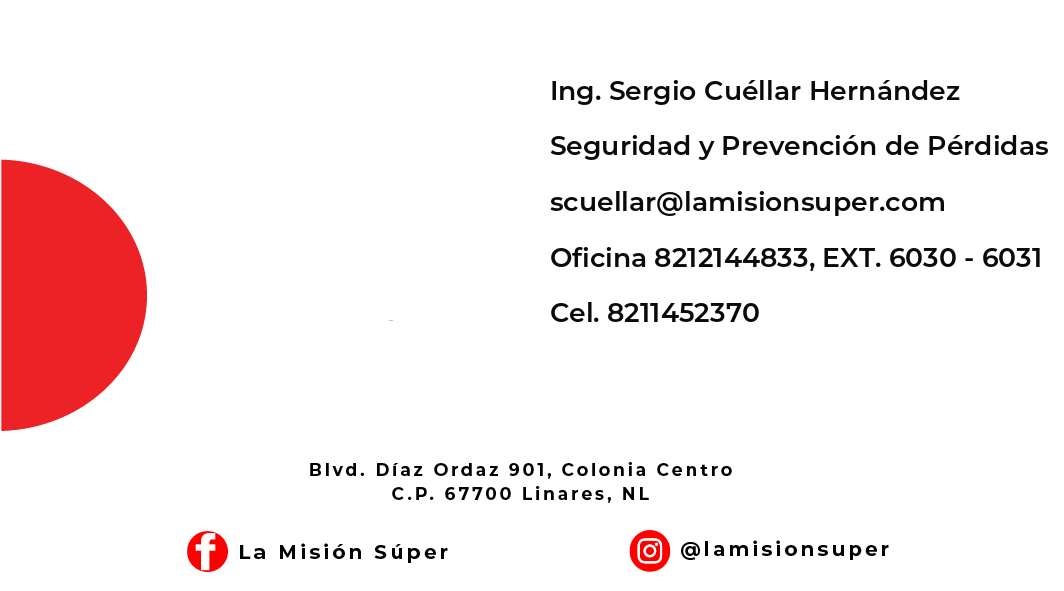 Ing. Sergio Cuéllar Hernández
Seguridad y Prevención de Pérdidas
scuellar@lamisionsuper.com
Oficina 8212144833, EXT. 6030 - 6031
Cel. 8211452370
Blvd. Díaz Ordaz 901, Colonia Centro
C.P. 67700 Linares, NL
La Misión Súper
@lamisionsuper